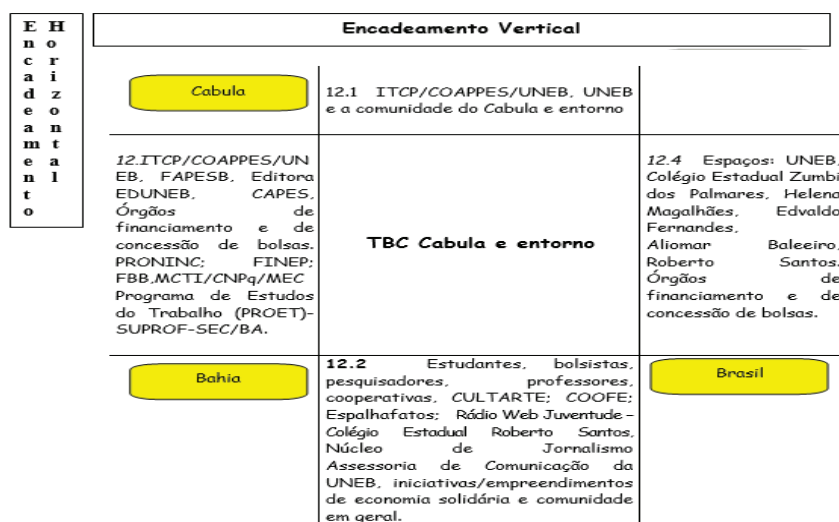 Encadeamento
Horizontal
Encadeamento Vertical
Cabula
12.1 ITCP/COAPPES/UNEB, UNEB
e a comunidade do Cabula e entorno
12.ITCP/COAPPES/UN
EB, FAPESB, Editora
EDUNEB, CAPES,
Órgãos de
financiamento e de
concessão de bolsas.
PRONINC; FINEP;
FBB,MCTI/CNPq/MEC
Programa de Estudos
do Trabalho (PROET)-
SUPROF-SEC/BA.
TBC Cabula e entorno
12.4 Espaços: UNEB,
Colégio Estadual Zumbi
dos Palmares, Helena
Magalhães, Edvaldo
Fernandes,
Aliomar Baleeiro,
Roberto Santos.
Órgãos de
financiamento e de
concessão de bolsas.
Bahia
12.2 Estudantes, bolsistas,
pesquisadores, professores,
cooperativas, CULTARTE; COOFE;
Espalhafatos; Rádio Web Juventude –
Colégio Estadual Roberto Santos,
Núcleo de Jornalismo
Assessoria de Comunicação da
UNEB, iniciativas/empreendimentos
de economia solidária e comunidade
em geral.
Brasil